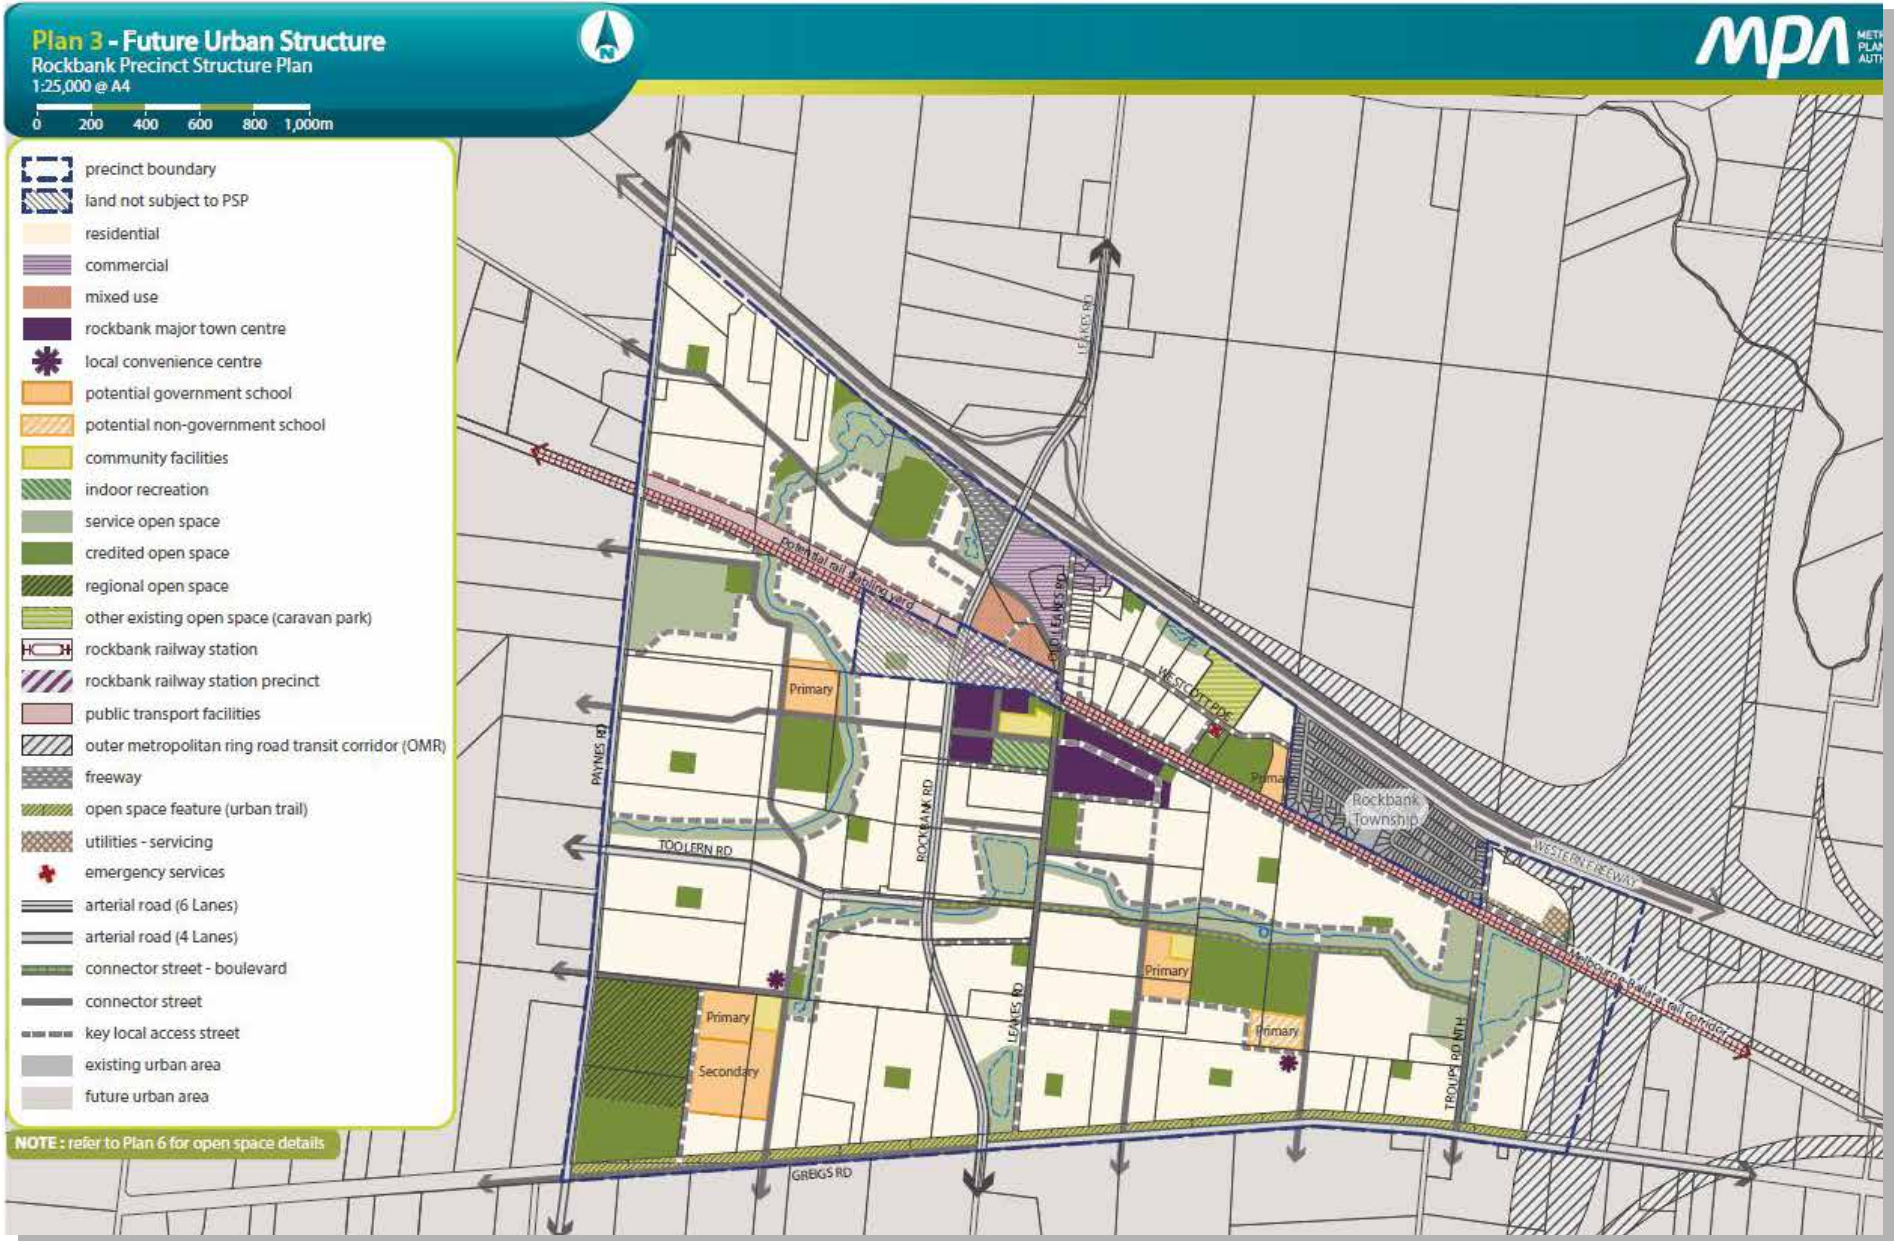 Plan 3 - Future Urban Structure
Rockbank Precinct Structure Plan
1:25,000 @ A4
0 200 400 600 800 1,000m
N
MPA
METR
PLAN
AUTH
precinct boundary
land not subject to PSP
residential
commercial
mixed use
rockbank major town centre
local convenience centre
potential government school
potential non-government school
community facilities
indoor recreation
service open space
credited open space
regional open space
other existing open space (caravan park)
rockbank railway station
rockbank railway station precinct
public transport facilities
outer metropolitan ring road transit corridor (OMR)
freeway
open space feature (urban trail)
utilities - servicing
emergency services
arterial road (6 Lanes)
arterial road (4 Lanes)
connector street - boulevard
connector street
key local access street
existing urban area
future urban area
NOTE : refer to Plan 6 for open space details
LEAKES RD
potential rail stabling yard
OLD LEAKES RD
WESTCOTT PDE
Primary
PAYNES RD
Primary
Rockbank
Township
ROCKBANK RD
TOOLERN RD
WESTERN FREEWAY
Melbourne-Ballarat rail corridor
Primary
Primary
Secondary
LEAKES RD
Primary
TROUPS RD NTH
GREIGS RD